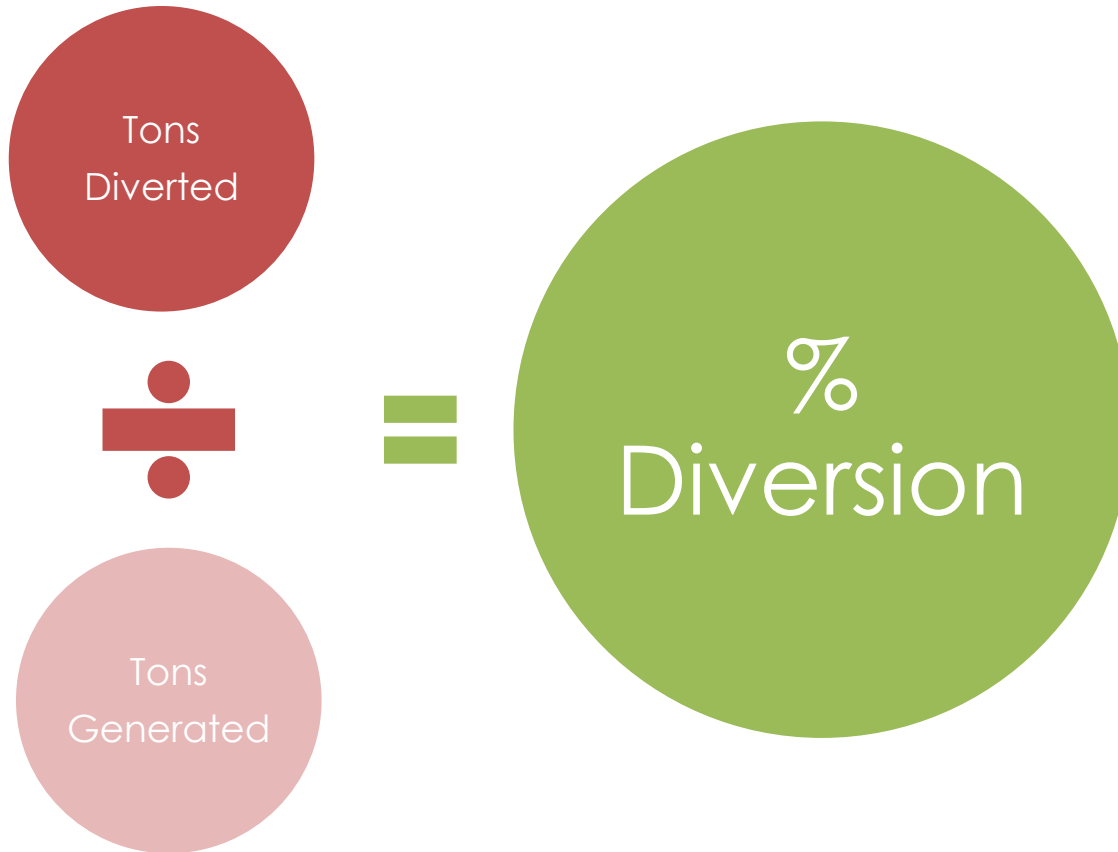 Tons
Diverted
÷
=
%
Diversion
Tons
Generated